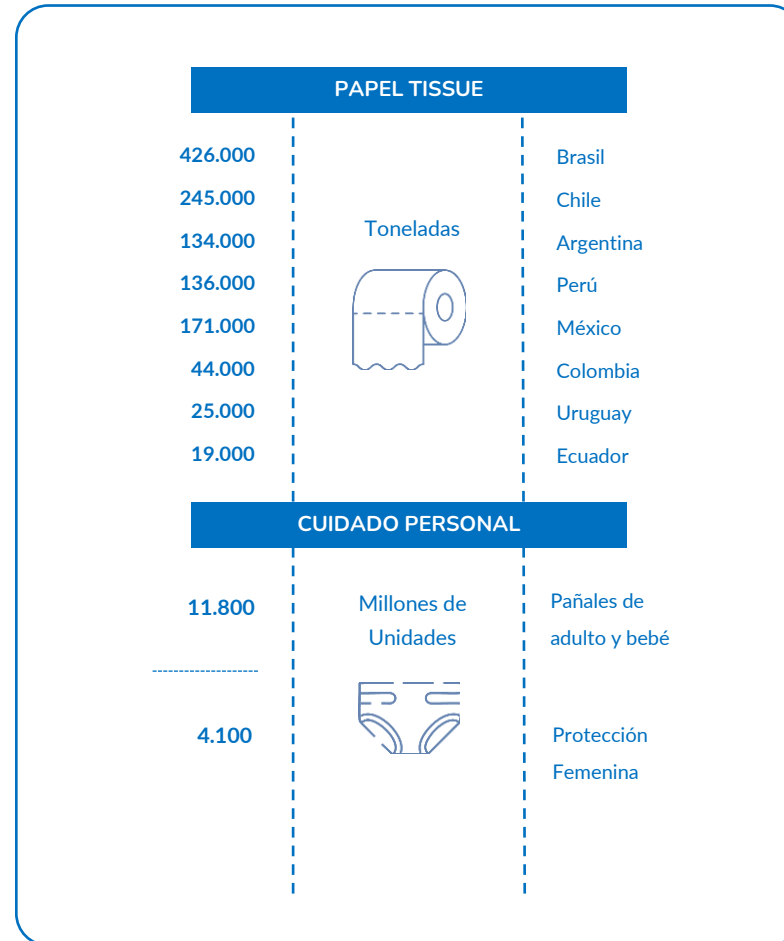 PAPEL TISSUE
426.000 Brasil
245.000 Chile
Toneladas
134.000 Argentina
136.000 Perú
171.000 México
44.000 Colombia
25.000 Uruguay
19.000 Ecuador
CUIDADO PERSONAL
11.800 Millones de Pañales de
Unidades adulto y bebé
4.100 Protección
Femenina